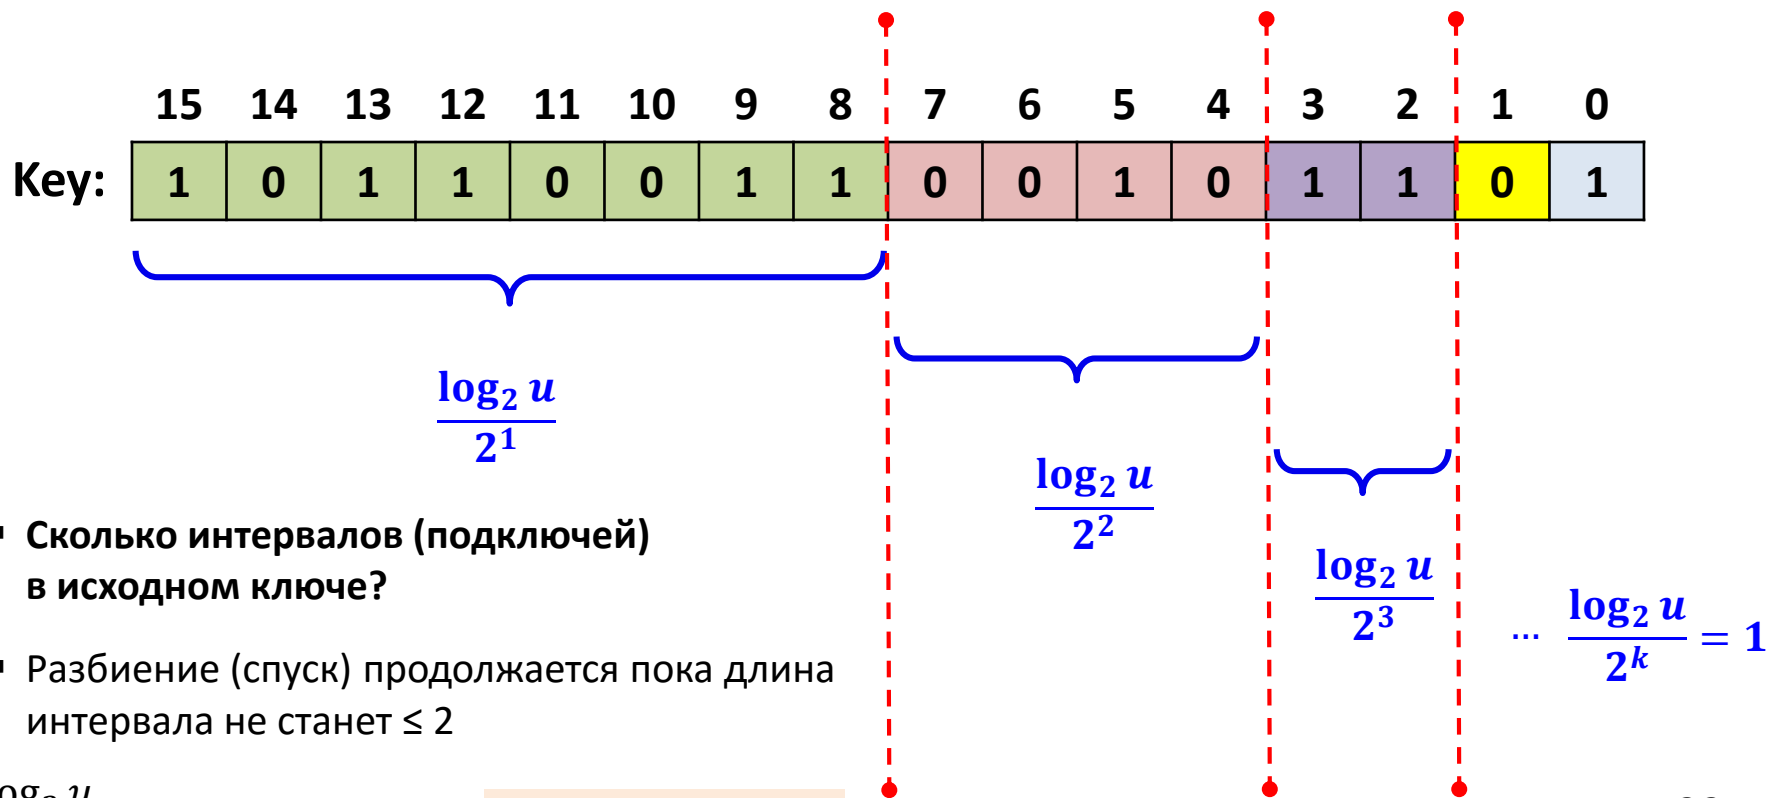 15 14 13 12 11 10 9 8 7 6 5 4 3 2 1 0
Key: 1 0 1 1 0 0 1 1 0 0 1 0 1 1 0 1
log₂ u
2¹
log₂ u
2²
log₂ u
2³
... log₂ u / 2ᵏ = 1
Сколько интервалов (подключей)
в исходном ключе?
Разбиение (спуск) продолжается пока длина
интервала не станет ≤ 2